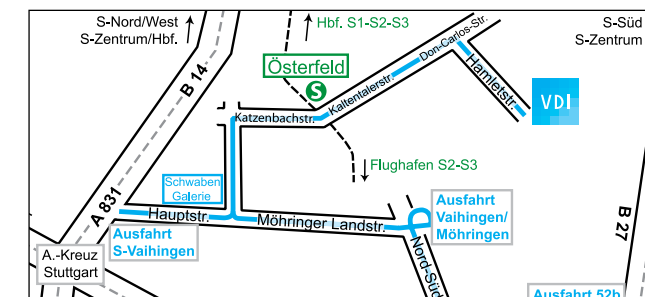 S-Nord/West
S-Zentrum/Hbf.
Hbf. S1-S2-S3
S-Süd
S-Zentrum
B 14
Don-Carlos-Str.
Österfeld
S
Kaltentalerstr.
Hamletstr.
VDI
Katzenbachstr.
Flughafen S2-S3
Schwaben
Galerie
A 831
Hauptstr.
Möhringer Landstr.
Ausfahrt
Vaihingen/
Möhringen
Ausfahrt
S-Vaihingen
B 27
A.-Kreuz
Stuttgart
Nord-Süd
Ausfahrt 52b